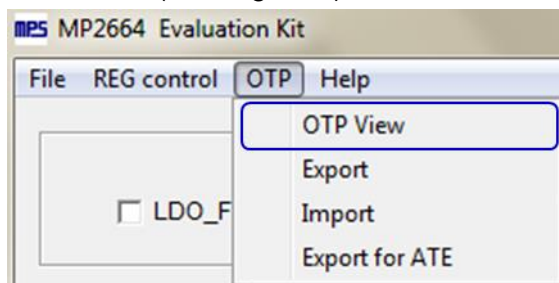 mps MP2664 Evaluation Kit
File REG control OTP Help
OTP View
Export
LDO_F Import
Export for ATE